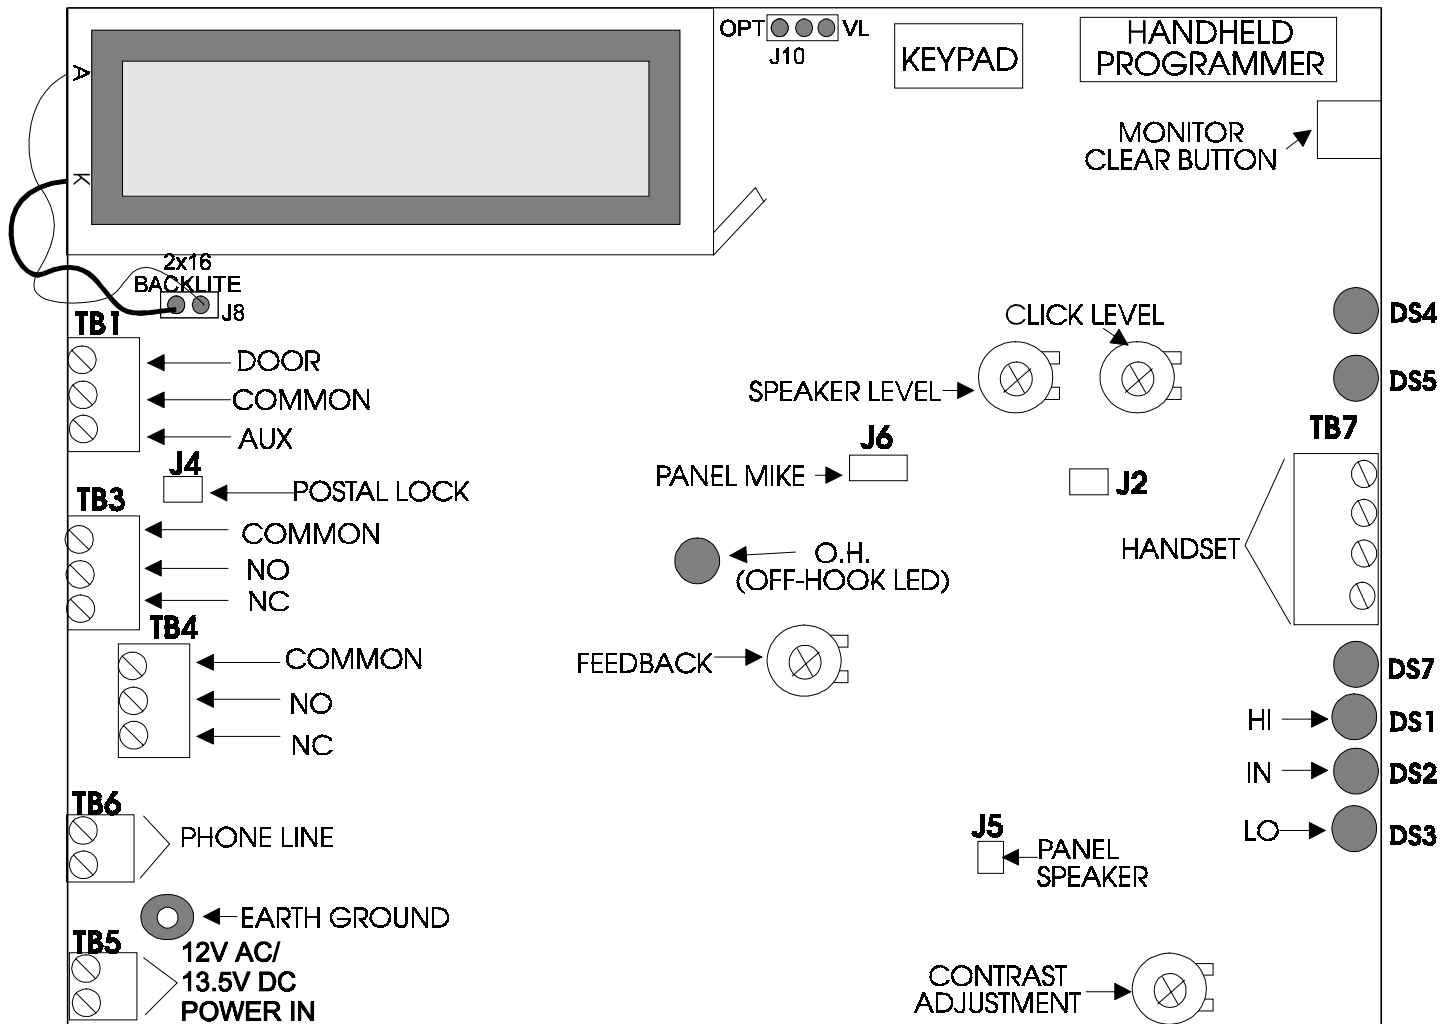 OPT VL
J10
KEYPAD
HANDHELD
PROGRAMMER
MONITOR
CLEAR BUTTON
A
K
2x16
BACKLITE
J8
TB1
DOOR
COMMON
AUX
J4
POSTAL LOCK
TB3
COMMON
NO
NC
TB4
COMMON
NO
NC
TB6
PHONE LINE
EARTH GROUND
TB5
12V AC/
13.5V DC
POWER IN
CLICK LEVEL
SPEAKER LEVEL
J6
PANEL MIKE
J2
O.H.
(OFF-HOOK LED)
FEEDBACK
J5
PANEL
SPEAKER
CONTRAST
ADJUSTMENT
DS4
DS5
TB7
HANDSET
DS7
HI DS1
IN DS2
LO DS3